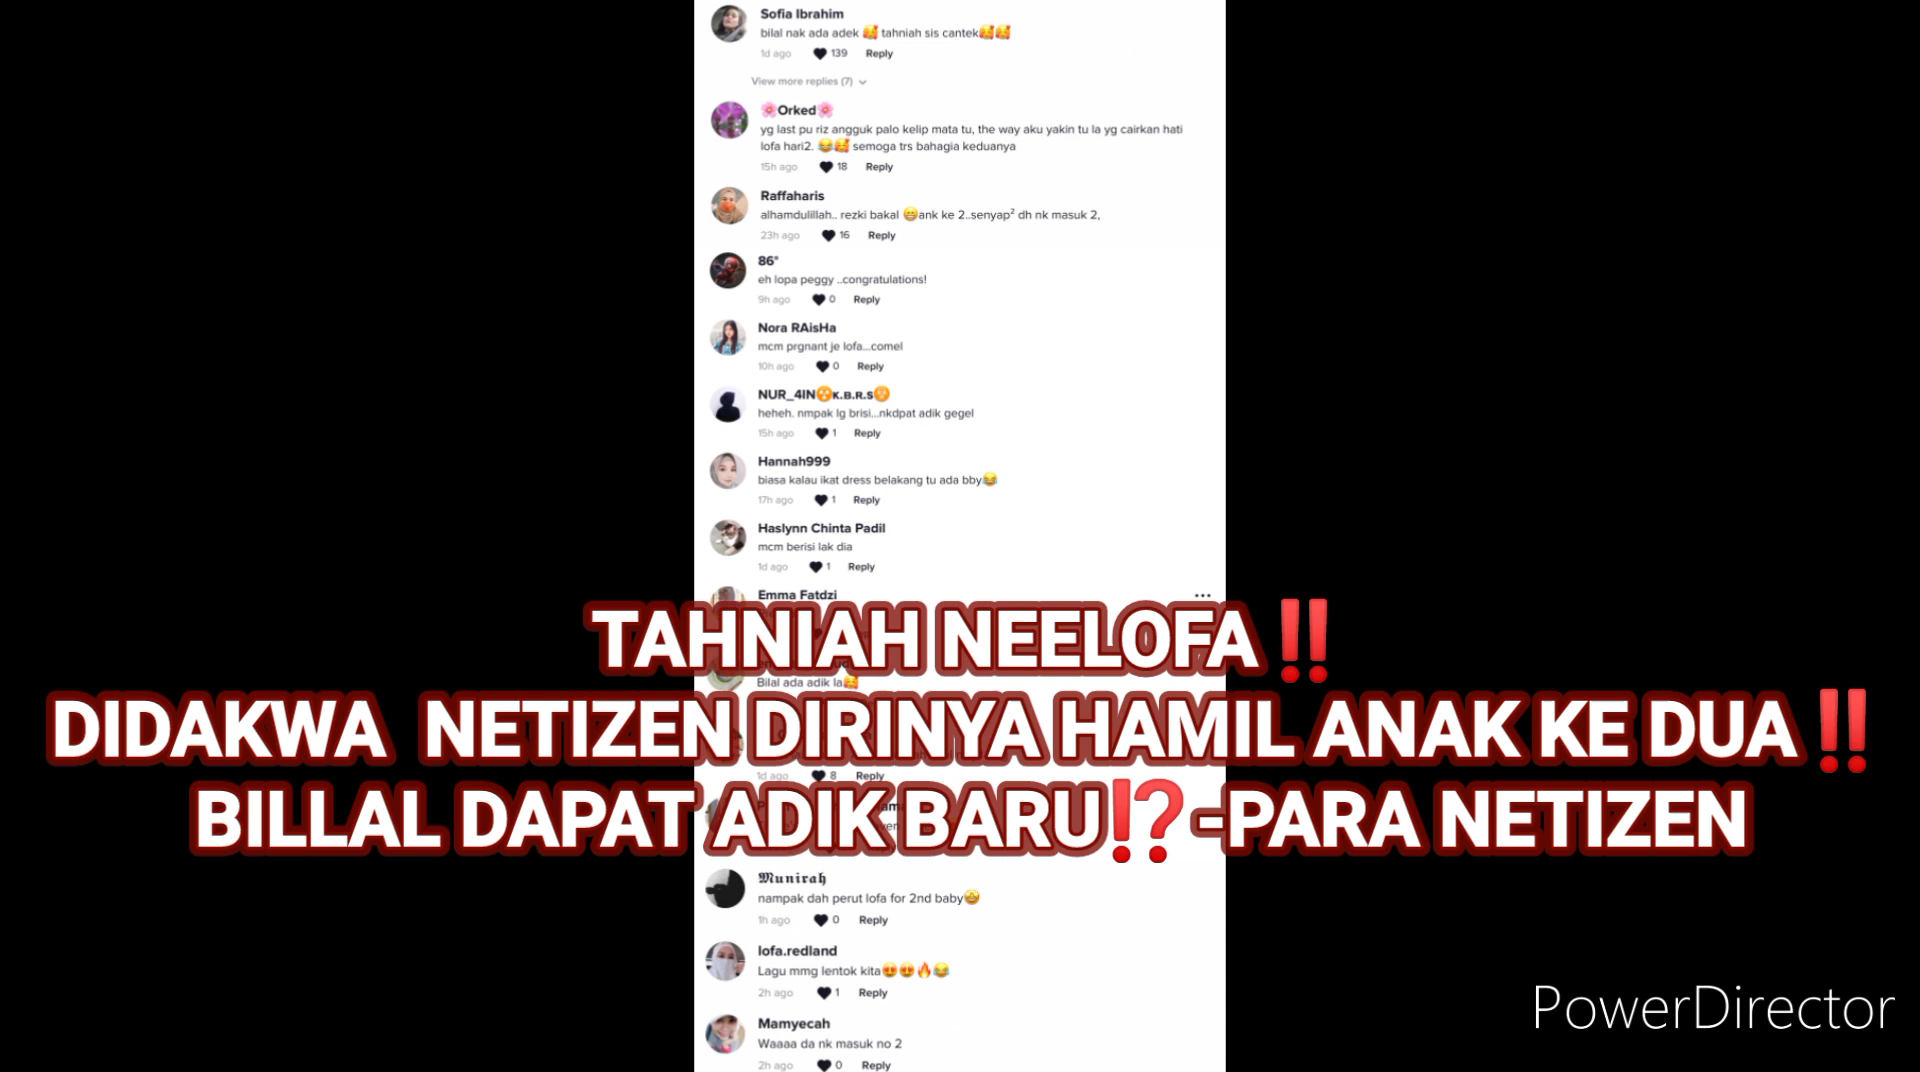 Sofia Ibrahim
bilal nak ada adek 🥰 tahniah sis cantek🥰🥰
1d ago 139 Reply
View more replies (7)
🌸Orked🌸
yg last pu riz angguk palo kelip mata tu, the way aku yakin tu la yg cairkan hati
lofa hari2. 😂🥰 semoga trs bahagia keduanya
15h ago 18 Reply
Raffaharis
alhamdulillah.. rezki bakal 😁ank ke 2..senyap² dh nk masuk 2,
23h ago 16 Reply
86°
eh lopa peggy ..congratulations!
9h ago 0 Reply
Nora RAisHa
mcm prgnant je lofa...comel
10h ago 0 Reply
NUR_4IN K.B.R.S
heheh. nmpak lg brisi...nkdpat adik gegel
15h ago 1 Reply
Hannah999
biasa kalau ikat dress belakang tu ada bby😂
17h ago 1 Reply
Haslynn Chinta Padil
mcm berisi lak dia
1d ago 1 Reply
Emma Fatdzi
TAHNIAH NEELOFA‼️
Bilal ada adik la🥰
DIDAKWA NETIZEN DIRINYA HAMIL ANAK KE DUA‼️
1d ago 8 Reply
BILLAL DAPAT ADIK BARU⁉️-PARA NETIZEN
𝕸𝖚𝖓𝖎𝖗𝖆𝖍
nampak dah perut lofa for 2nd baby🤩
1h ago 0 Reply
lofa.redland
Lagu mmg lentok kita😍😍🔥😂
2h ago 1 Reply
Mamyecah
Waaaa da nk masuk no 2
2h ago 0 Reply
PowerDirector